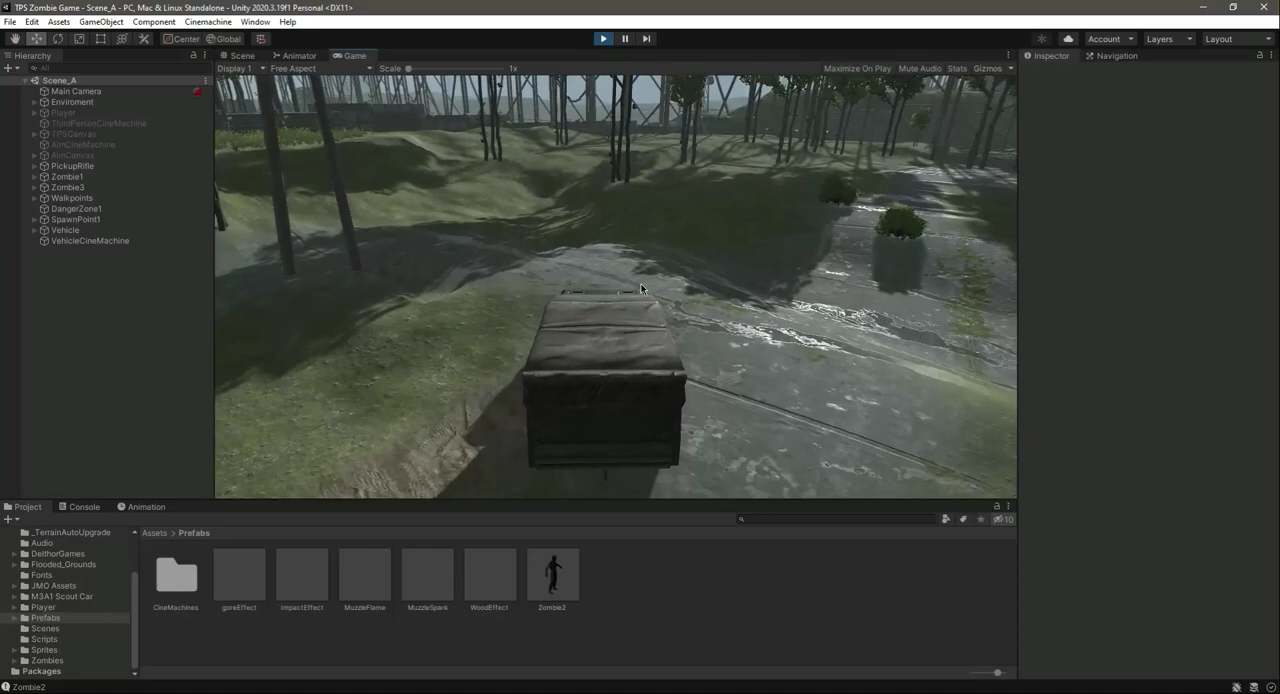 TPS Zombie Game - Scene_A - PC, Mac & Linux Standalone - Unity 2020.3.19f1 Personal <DX11>
File Edit Assets GameObject Component Cinemachine Window Help
Center Global Account Layers Layout
Hierarchy Scene Animator Game Inspector Navigation
All Display 1 Free Aspect Scale 1x Maximize On Play Mute Audio Stats Gizmos
Scene_A
Main Camera
Enviroment
Player
ThirdPersonCineMachine
TPSCanvas
AimCineMachine
AimCanvas
PickupRifle
Zombie1
Zombie3
Walkpoints
DangerZone1
SpawnPoint1
Vehicle
VehicleCineMachine
Project Console Animation
10
_TerrainAutoUpgrade
Audio
DeithorGames
Flooded_Grounds
Fonts
JMO Assets
M3A1 Scout Car
Player
Prefabs
Scenes
Scripts
Sprites
Zombies
Packages
Assets > Prefabs
CineMachines goreEffect impactEffect MuzzleFlame MuzzleSpark WoodEffect Zombie2
Zombie2